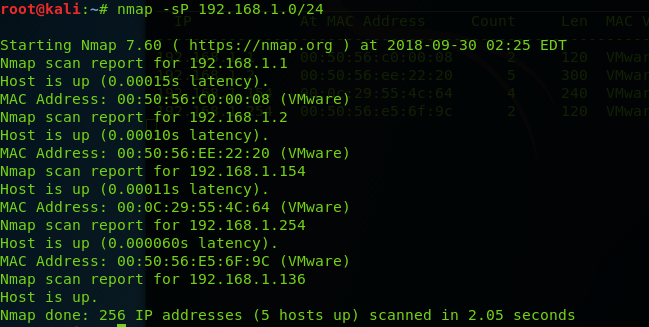 root@kali:~# nmap -sP 192.168.1.0/24
IP At MAC Address Count Len MAC V
Starting Nmap 7.60 ( https://nmap.org ) at 2018-09-30 02:25 EDT
Nmap scan report for 192.168.1.1
00:50:56:c0:00:08 2 120 VMw
Host is up (0.00015s latency).
00:50:56:ee:22:20 5 300 VMw
MAC Address: 00:50:56:C0:00:08 (VMware)
29:55:4c:64 4 240 VMw
Nmap scan report for 192.168.1.2
00:50:56:e5:6f:9c 2 120 VMw
Host is up (0.00010s latency).
MAC Address: 00:50:56:EE:22:20 (VMware)
Nmap scan report for 192.168.1.154
Host is up (0.00011s latency).
MAC Address: 00:0C:29:55:4C:64 (VMware)
Nmap scan report for 192.168.1.254
Host is up (0.000060s latency).
MAC Address: 00:50:56:E5:6F:9C (VMware)
Nmap scan report for 192.168.1.136
Host is up.
Nmap done: 256 IP addresses (5 hosts up) scanned in 2.05 seconds